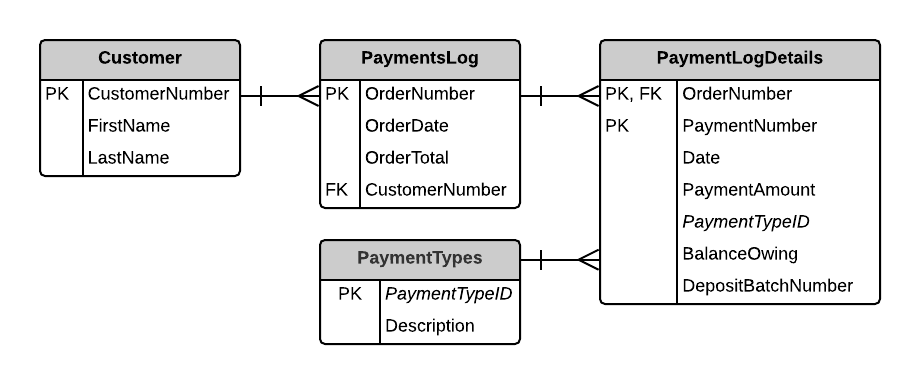 Customer
PK CustomerNumber
FirstName
LastName
PaymentsLog
PK OrderNumber
OrderDate
OrderTotal
FK CustomerNumber
PaymentLogDetails
PK, FK OrderNumber
PK PaymentNumber
Date
PaymentAmount
PaymentTypeID
BalanceOwing
DepositBatchNumber
PaymentTypes
PK PaymentTypeID
Description